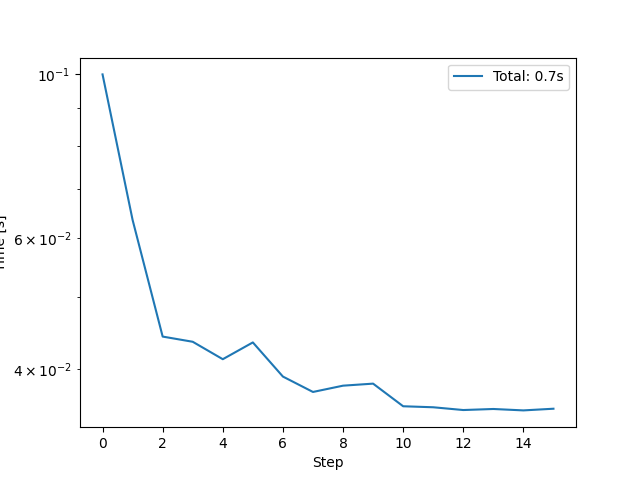 Total: 0.7s
10⁻¹
6 × 10⁻²
4 × 10⁻²
[s]
0 2 4 6 8 10 12 14
Step